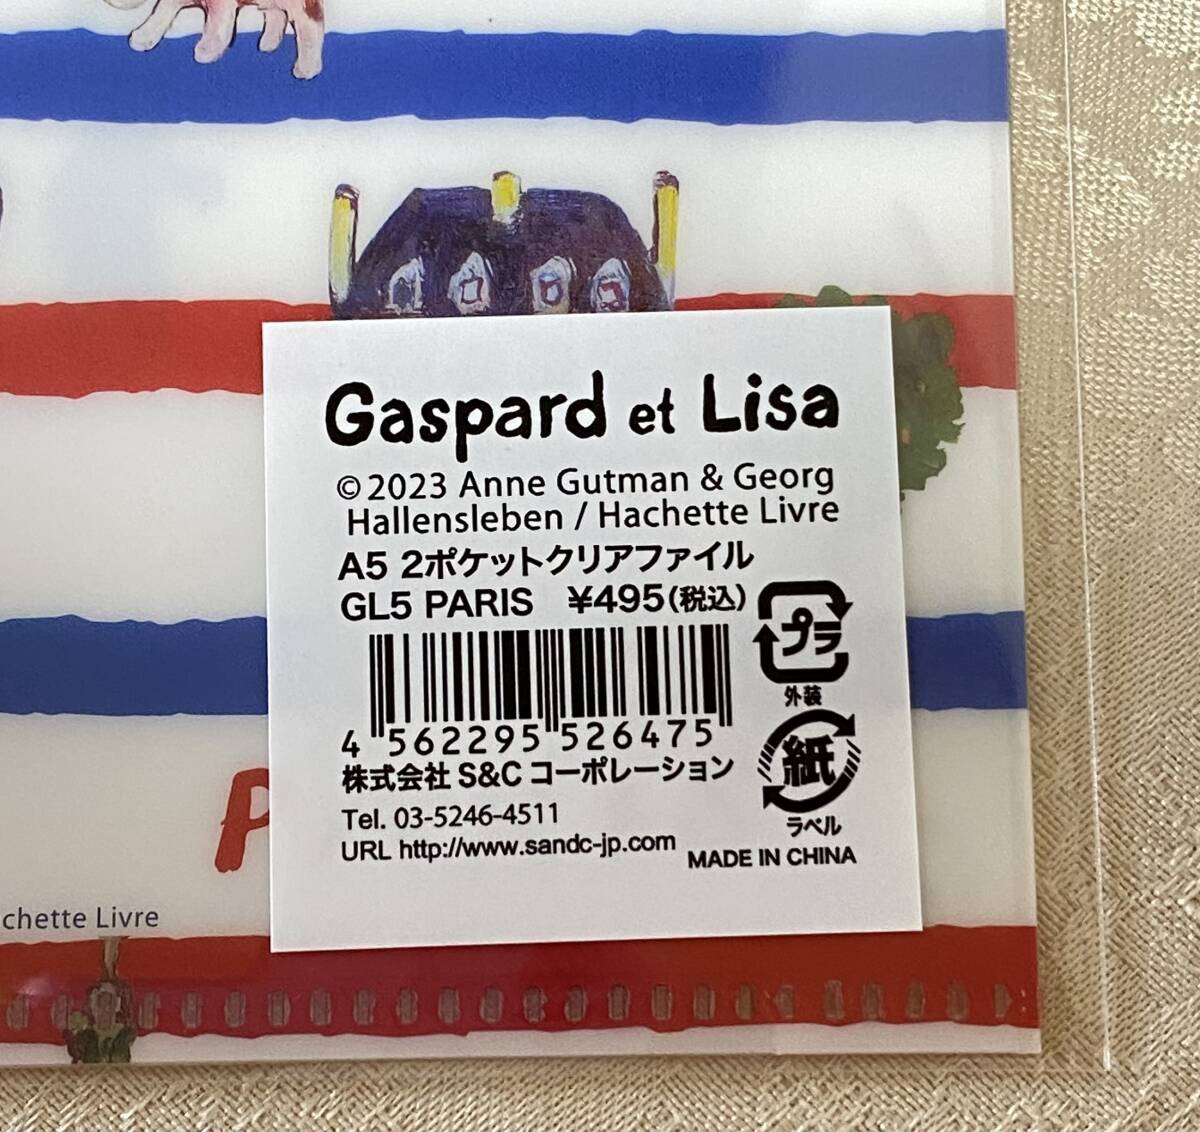 Gaspard et Lisa
©2023 Anne Gutman & Georg
Hallensleben / Hachette Livre
A5 2ポケットクリアファイル
GL5 PARIS ¥495(税込)
プラ
外装
4 562295 526475
紙
ラベル
株式会社 S&C コーポレーション
Tel. 03-5246-4511
URL http://www.sandc-jp.com
MADE IN CHINA
P
chette Livre